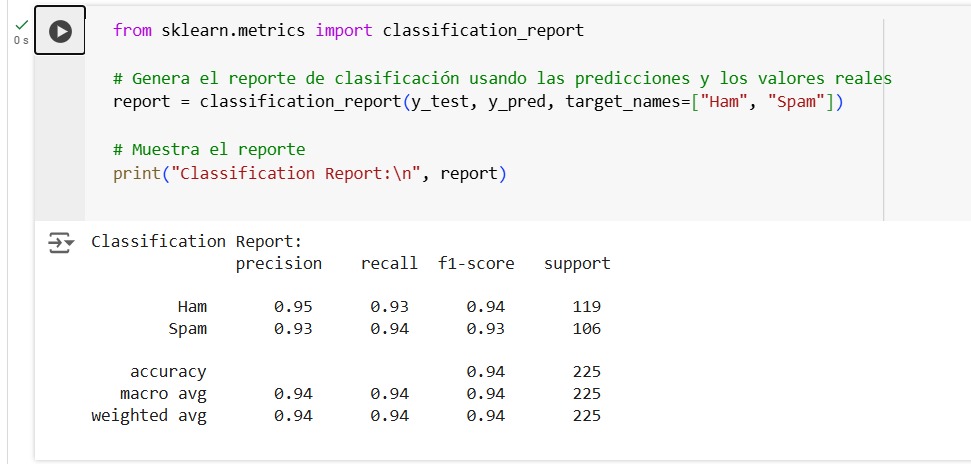 0 s
from sklearn.metrics import classification_report
# Genera el reporte de clasificación usando las predicciones y los valores reales
report = classification_report(y_test, y_pred, target_names=["Ham", "Spam"])
# Muestra el reporte
print("Classification Report:\n", report)
Classification Report:
precision recall f1-score support
Ham 0.95 0.93 0.94 119
Spam 0.93 0.94 0.93 106
accuracy 0.94 225
macro avg 0.94 0.94 0.94 225
weighted avg 0.94 0.94 0.94 225